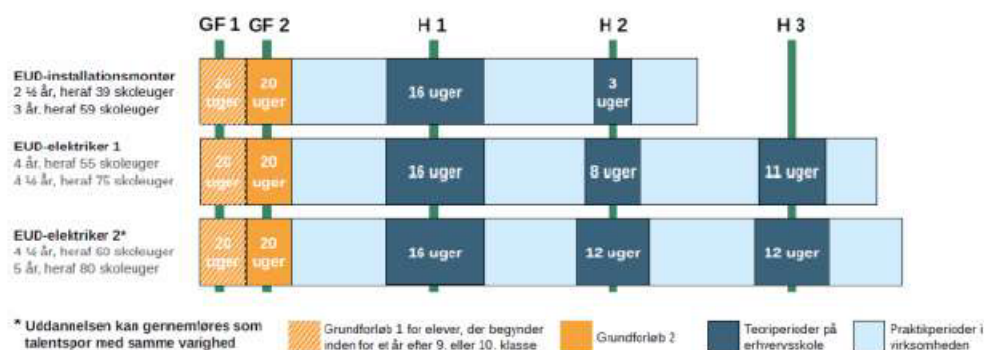 GF 1 GF 2 H 1 H 2 H 3
EUD-installationsmontør
2 ½ år, heraf 39 skoleuger
3 år, heraf 59 skoleuger
20 uger
20 uger
16 uger
3 uger
EUD-elektriker 1
4 år, heraf 55 skoleuger
4 ½ år, heraf 75 skoleuger
20 uger
20 uger
16 uger
8 uger
11 uger
EUD-elektriker 2*
4 ½ år, heraf 60 skoleuger
5 år, heraf 80 skoleuger
20 uger
20 uger
16 uger
12 uger
12 uger
* Uddannelsen kan gennemføres som
talentspor med samme varighed
Grundforløb 1 for elever, der begynder
inden for et år efter 9. eller 10. klasse
Grundforløb 2
Teoriperioder på
erhvervsskole
Praktikperioder i
virksomheden